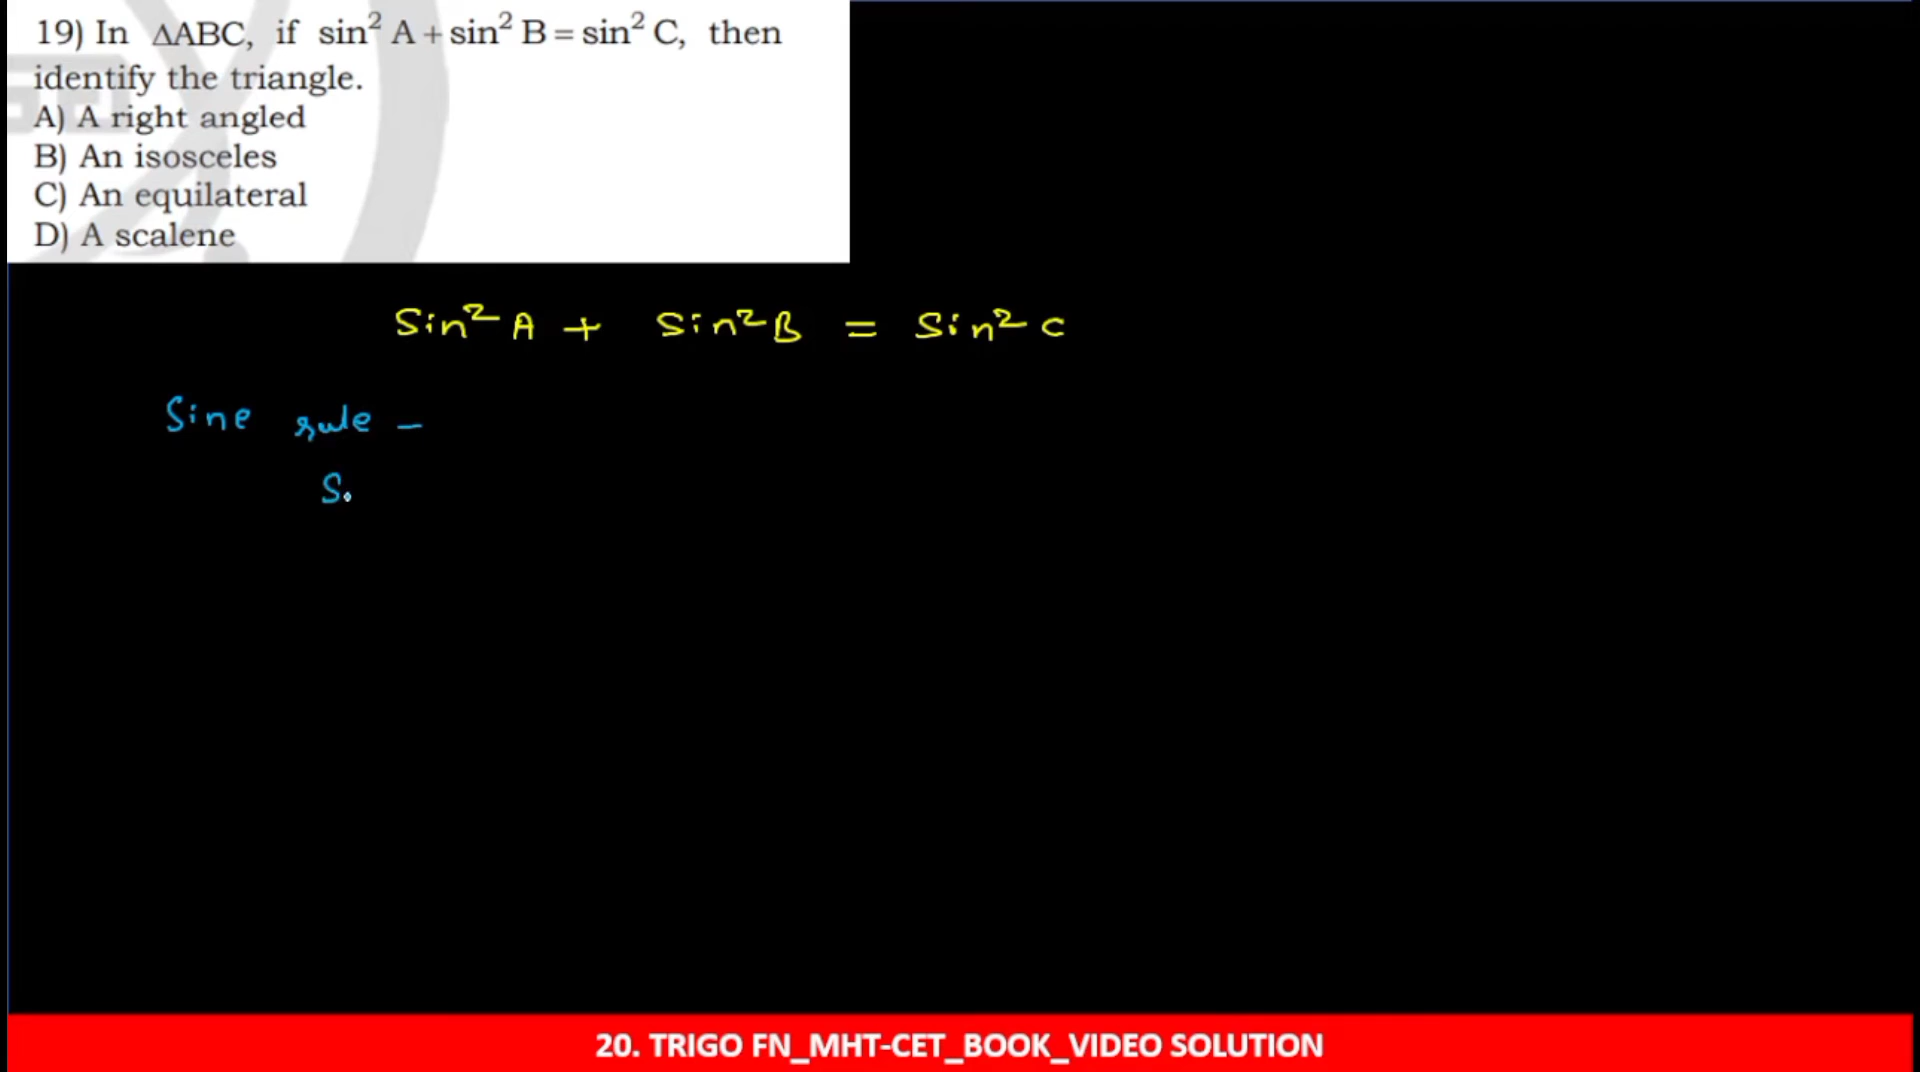 19) In ΔABC, if sin² A + sin² B = sin² C, then
identify the triangle.
A) A right angled
B) An isosceles
C) An equilateral
D) A scalene
Sin² A + Sin² B = Sin² C
Sine rule –
S.
20. TRIGO FN_MHT-CET_BOOK_VIDEO SOLUTION